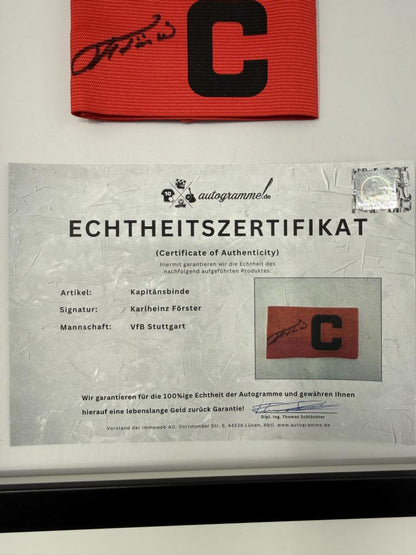 C
autogramme.de
ECHTHEITSZERTIFIKAT
(Certificate of Authenticity)
Hiermit garantieren wir die Echtheit des
nachfolgend aufgeführten Produktes:
Artikel: Kapitänsbinde
Signatur: Karlheinz Förster
Mannschaft: VfB Stuttgart
C
Wir garantieren für die 100%ige Echtheit der Autogramme und gewähren Ihnen
hierauf eine lebenslange Geld zurück Garantie!
Dipl. Ing. Thomas Schlüchter
Vorstand der immoweb AG, Dortmunder Str. 5, 44536 Lünen, Abtl. www.autogramme.de